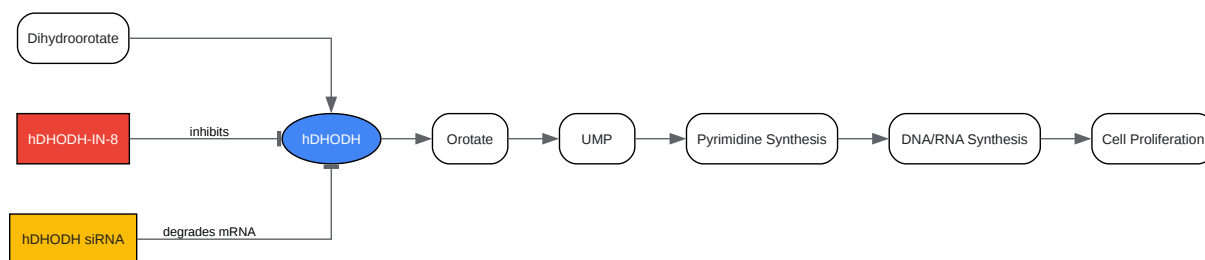 Dihydroorotate
hDHODH-IN-8
inhibits
hDHODH
Orotate
UMP
Pyrimidine Synthesis
DNA/RNA Synthesis
Cell Proliferation
hDHODH siRNA
degrades mRNA